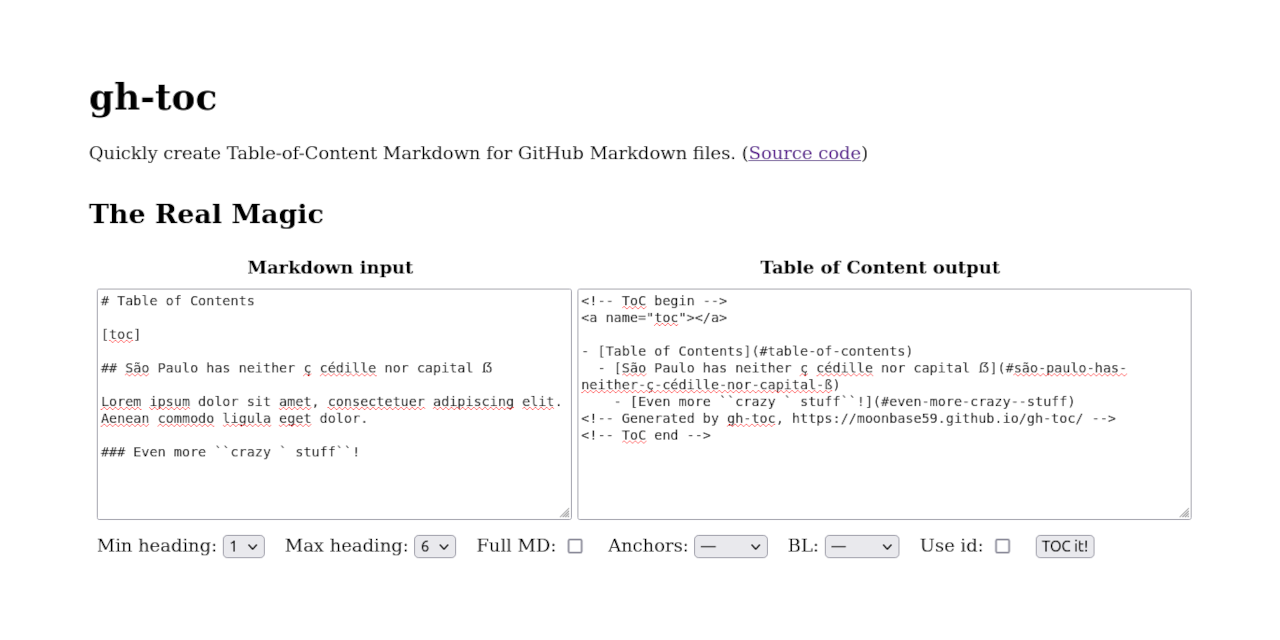 gh-toc
Quickly create Table-of-Content Markdown for GitHub Markdown files. (Source code)
The Real Magic
Markdown input
# Table of Contents
[toc]
## São Paulo has neither ç cédille nor capital ẞ
Lorem ipsum dolor sit amet, consectetuer adipiscing elit.
Aenean commodo ligula eget dolor.
### Even more ``crazy ` stuff``!
Table of Content output
<!-- ToC begin -->
<a name="toc"></a>
- [Table of Contents](#table-of-contents)
  - [São Paulo has neither ç cédille nor capital ẞ](#são-paulo-has-
neither-ç-cédille-nor-capital-ß)
    - [Even more ``crazy ` stuff``!](#even-more-crazy--stuff)
<!-- Generated by gh-toc, https://moonbase59.github.io/gh-toc/ -->
<!-- ToC end -->
Min heading: 1 Max heading: 6 Full MD: Anchors: — BL: — Use id: TOC it!